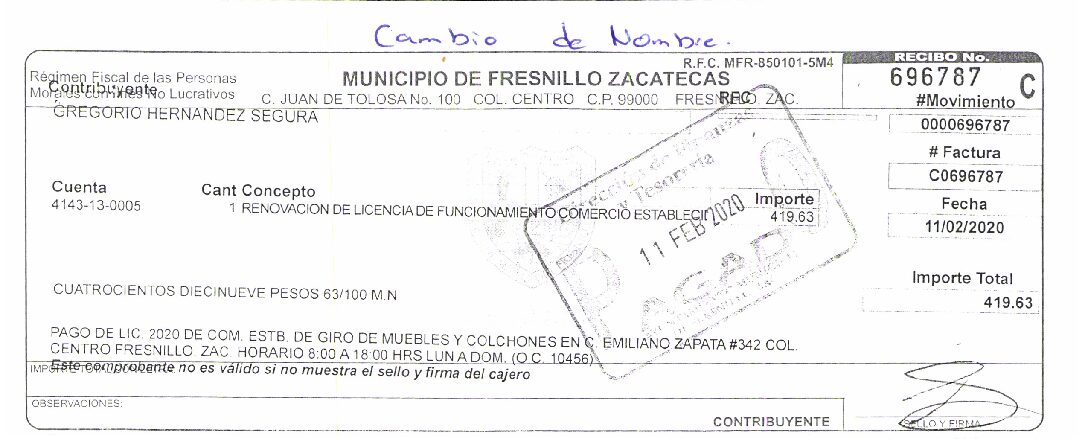 Cambio de Nombre.
RECIBO No.
R.F.C. MFR-850101-5M4
696787 C
Régimen Fiscal de las Personas
MUNICIPIO DE FRESNILLO ZACATECAS
Contribuyente
Morales con fines No Lucrativos
C. JUAN DE TOLOSA No. 100 COL. CENTRO C.P. 99000 FRESNILLO, ZAC.
RFC
#Movimiento
GREGORIO HERNANDEZ SEGURA
0000696787
# Factura
C0696787
Dirección de Finanzas
y Tesorería
Cuenta
Cant Concepto
Importe
Fecha
4143-13-0005
1 RENOVACION DE LICENCIA DE FUNCIONAMIENTO COMERCIO ESTABLECI
419.63
11/02/2020
11 FEB 2020
PAGADO
Importe Total
CUATROCIENTOS DIECINUEVE PESOS 63/100 M.N
419.63
PAGO DE LIC. 2020 DE COM. ESTB. DE GIRO DE MUEBLES Y COLCHONES EN C. EMILIANO ZAPATA #342 COL.
CENTRO FRESNILLO. ZAC. HORARIO 8:00 A 18:00 HRS LUN A DOM. (O.C. 10456)
Este comprobante no es válido si no muestra el sello y firma del cajero
OBSERVACIONES:
CONTRIBUYENTE
SELLO Y FIRMA